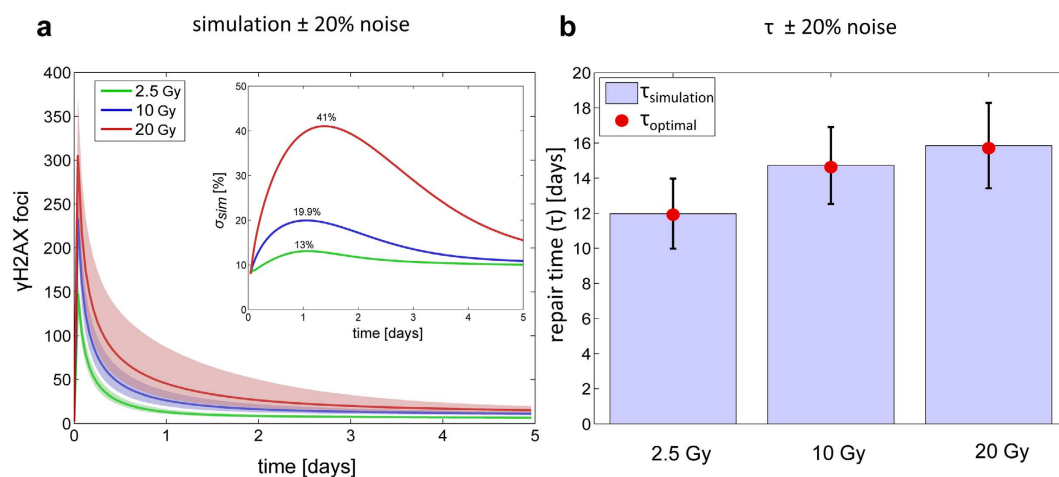 a
simulation ± 20% noise
400
350
300
250
200
150
100
50
0
γH2AX foci
0
1
2
3
4
5
time [days]
2.5 Gy
10 Gy
20 Gy
50
40
30
20
10
0
σsim [%]
41%
19.9%
13%
0
1
2
3
4
5
time [days]
b
τ ± 20% noise
20
18
16
14
12
10
8
6
4
2
0
repair time (τ) [days]
τsimulation
τoptimal
2.5 Gy
10 Gy
20 Gy